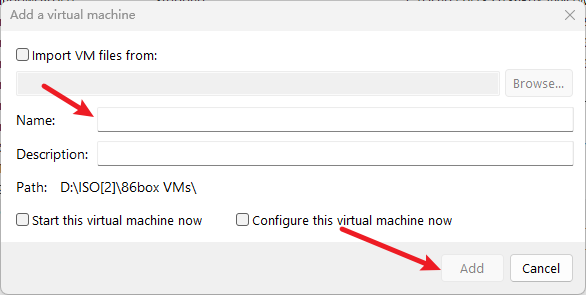 Add a virtual machine
Import VM files from:
Browse...
Name:
Description:
Path: D:\ISO[2]\86box VMs\
Start this virtual machine now Configure this virtual machine now
Add Cancel